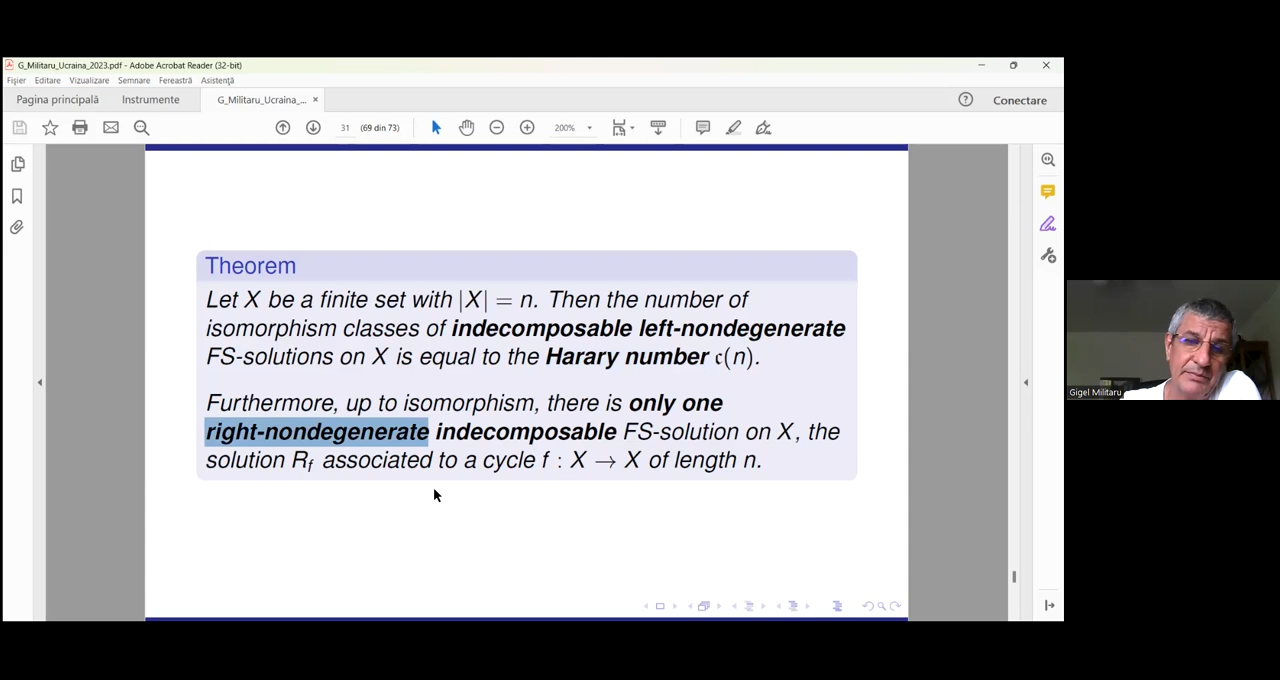 G_Militaru_Ucraina_2023.pdf - Adobe Acrobat Reader (32-bit)
Fișier Editare Vizualizare Semnare Fereastră Asistență
Pagina principală Instrumente G_Militaru_Ucraina_... × Conectare
31 (69 din 73) 200%
Theorem
Let X be a finite set with |X| = n. Then the number of
isomorphism classes of indecomposable left-nondegenerate
FS-solutions on X is equal to the Harary number 𝔠(n).
Furthermore, up to isomorphism, there is only one
right-nondegenerate indecomposable FS-solution on X, the
solution R_f associated to a cycle f : X → X of length n.
Gigel Militaru